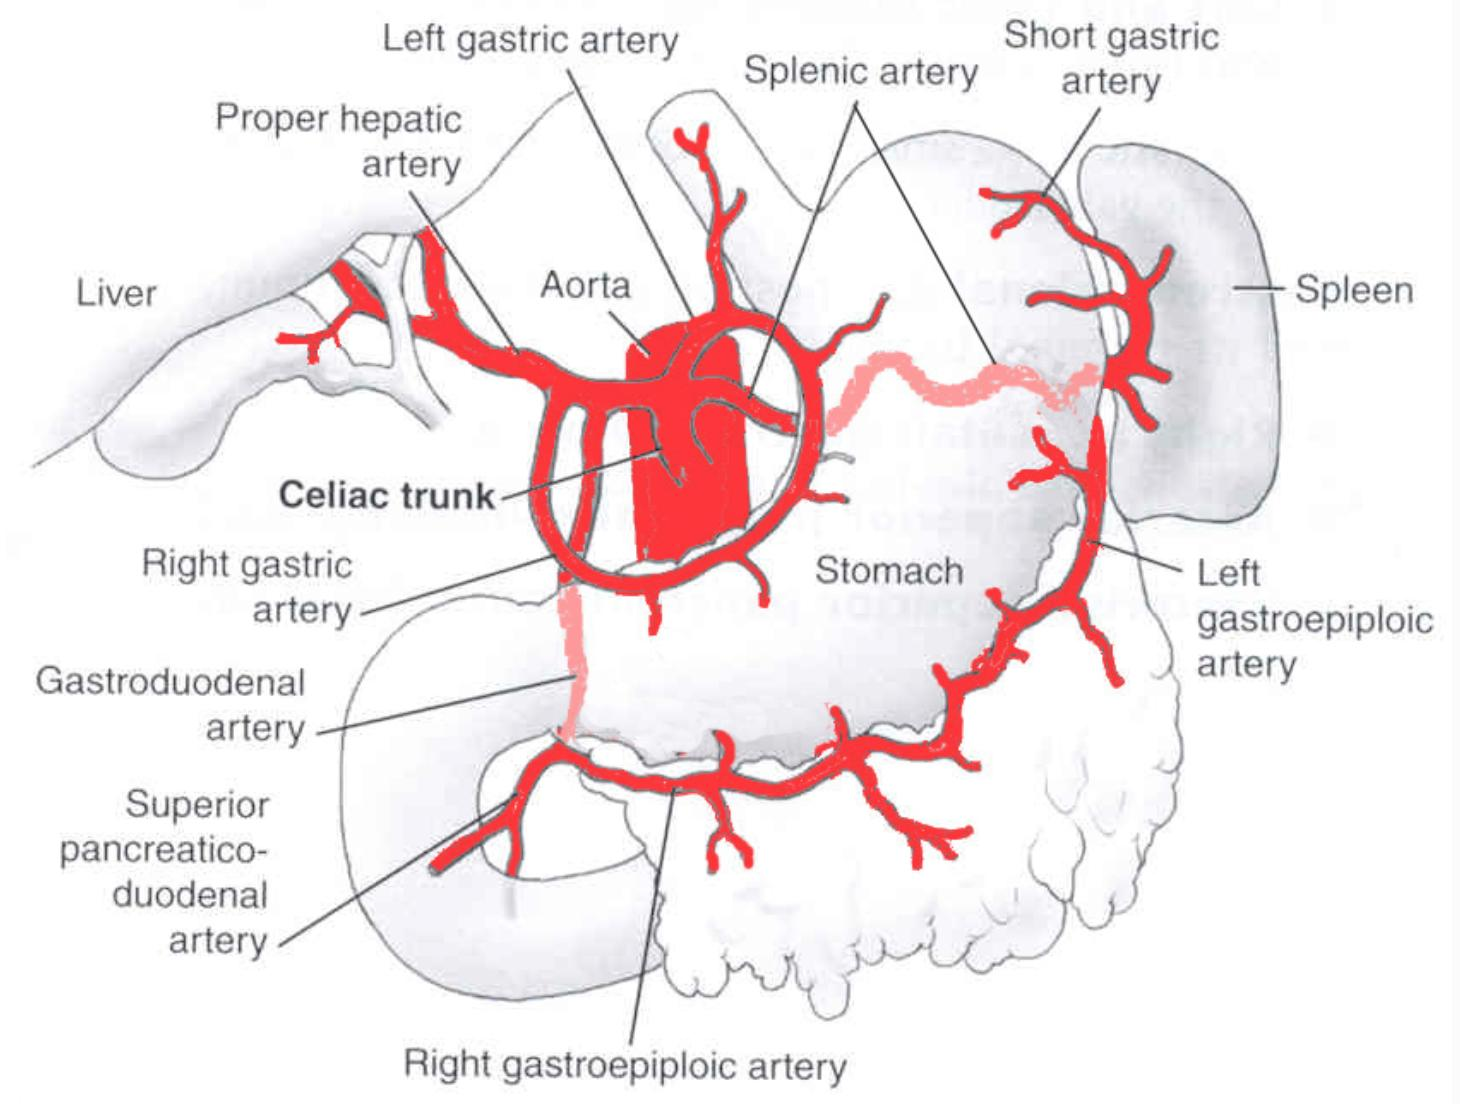 Left gastric artery
Short gastric
artery
Splenic artery
Proper hepatic
artery
Liver
Aorta
Spleen
Celiac trunk
Right gastric
artery
Stomach
Left
gastroepiploic
artery
Gastroduodenal
artery
Superior
pancreatico-
duodenal
artery
Right gastroepiploic artery